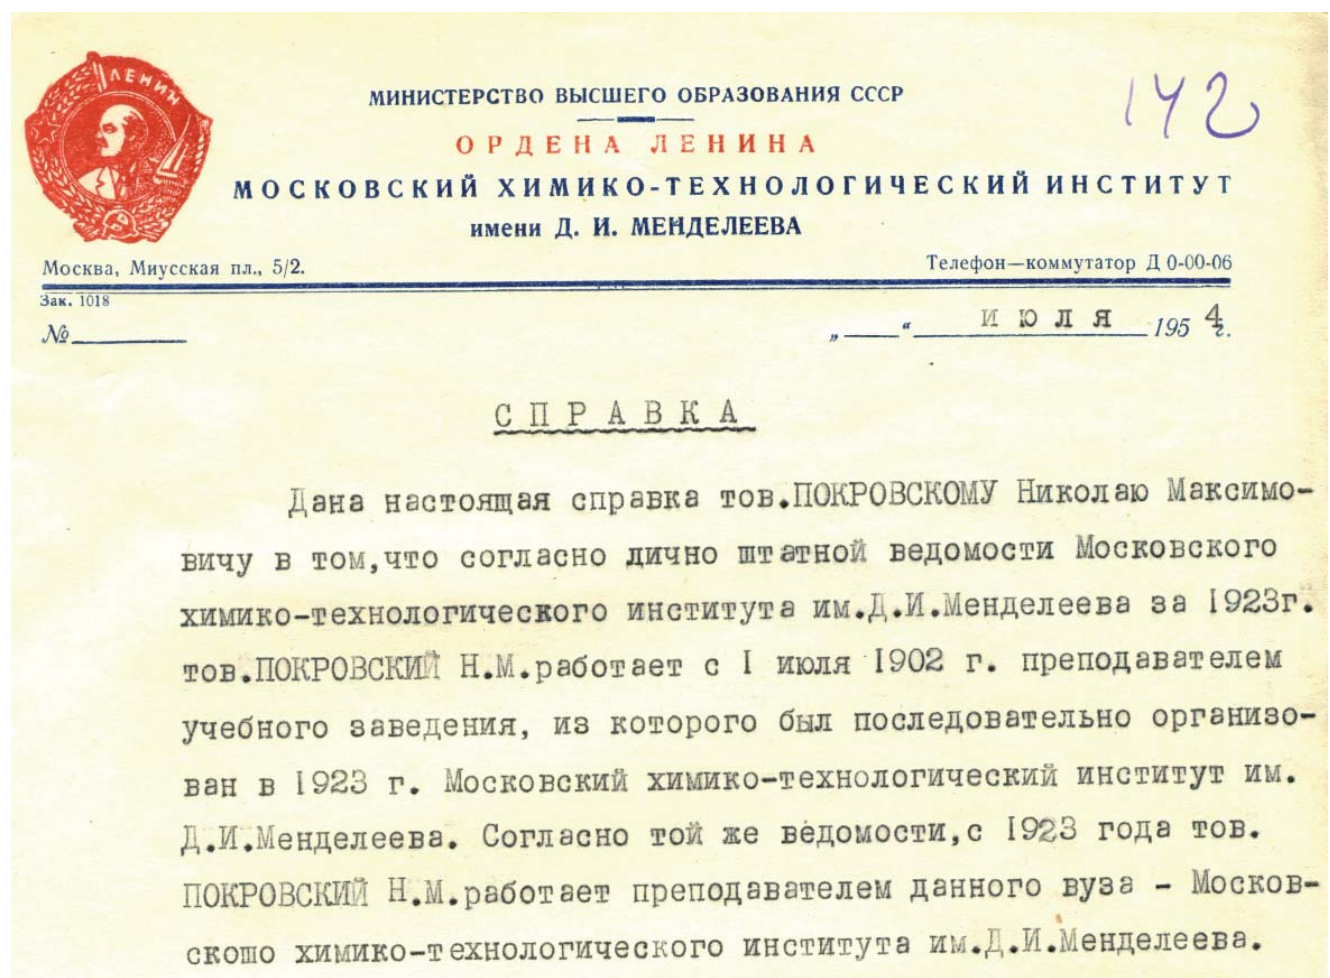 ЛЕНИН
142
МИНИСТЕРСТВО ВЫСШЕГО ОБРАЗОВАНИЯ СССР
ОРДЕНА ЛЕНИНА
МОСКОВСКИЙ ХИМИКО-ТЕХНОЛОГИЧЕСКИЙ ИНСТИТУТ
имени Д. И. МЕНДЕЛЕЕВА
Москва, Миусская пл., 5/2. Телефон—коммутатор Д 0-00-06
Зак. 1018
№ „ “ июля 1954 г.
СПРАВКА
Дана настоящая справка тов.ПОКРОВСКОМУ Николаю Максимо-
вичу в том,что согласно лично штатной ведомости Московского
химико-технологического института им.Д.И.Менделеева за 1923г.
тов.ПОКРОВСКИЙ Н.М.работает с I июля 1902 г. преподавателем
учебного заведения, из которого был последовательно организо-
ван в 1923 г. Московский химико-технологический институт им.
Д.И.Менделеева. Согласно той же ведомости,с 1923 года тов.
ПОКРОВСКИЙ Н.М.работает преподавателем данного вуза - Москов-
скошо химико-технологического института им.Д.И.Менделеева.